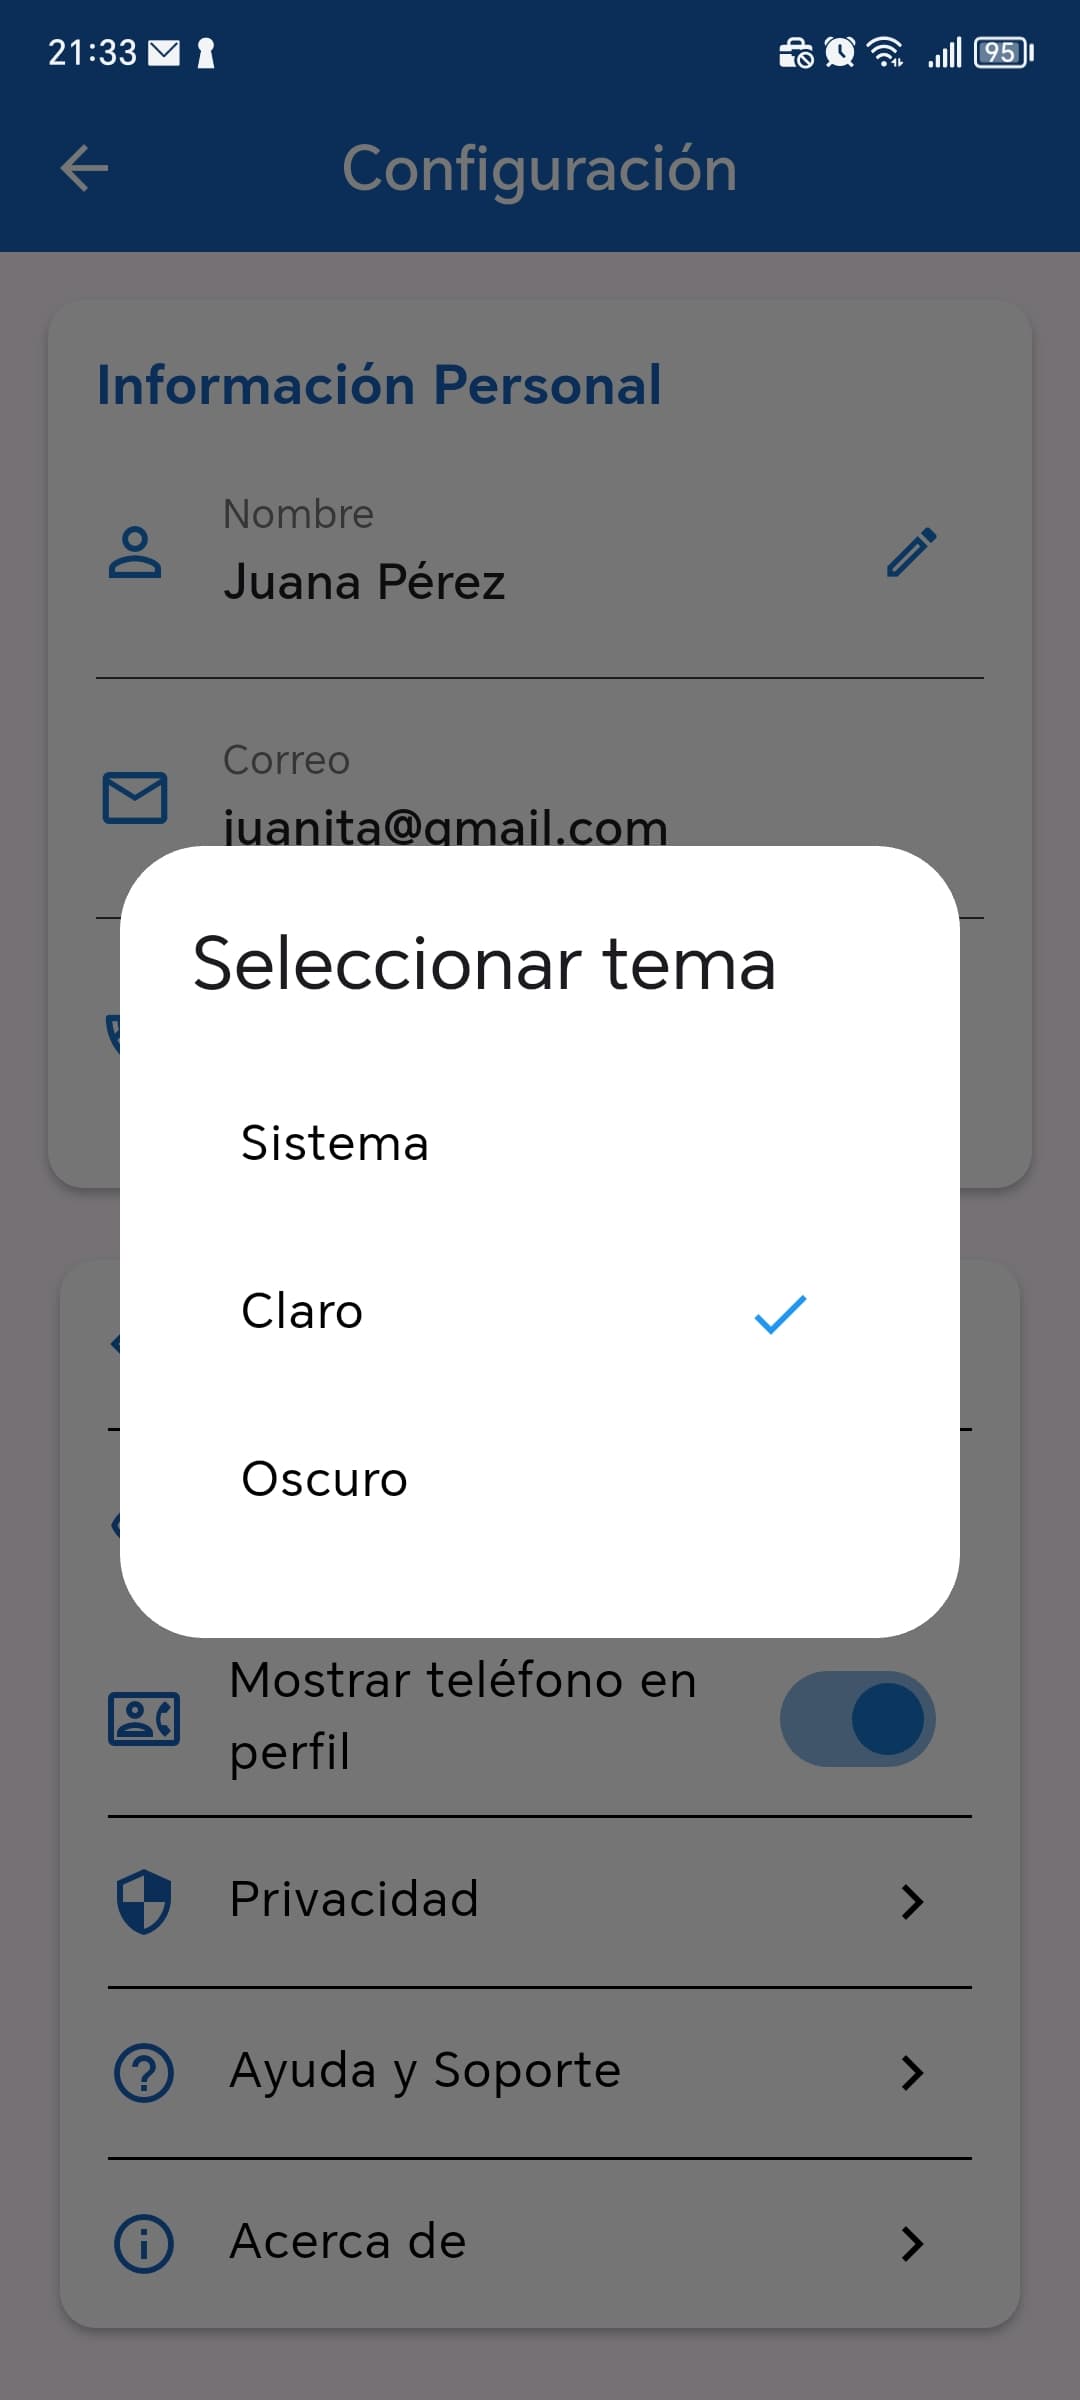 21:33
95
Configuración
Información Personal
Nombre
Juana Pérez
Correo
juanita@gmail.com
Seleccionar tema
Sistema
Claro
Oscuro
Mostrar teléfono en
perfil
Privacidad
Ayuda y Soporte
Acerca de